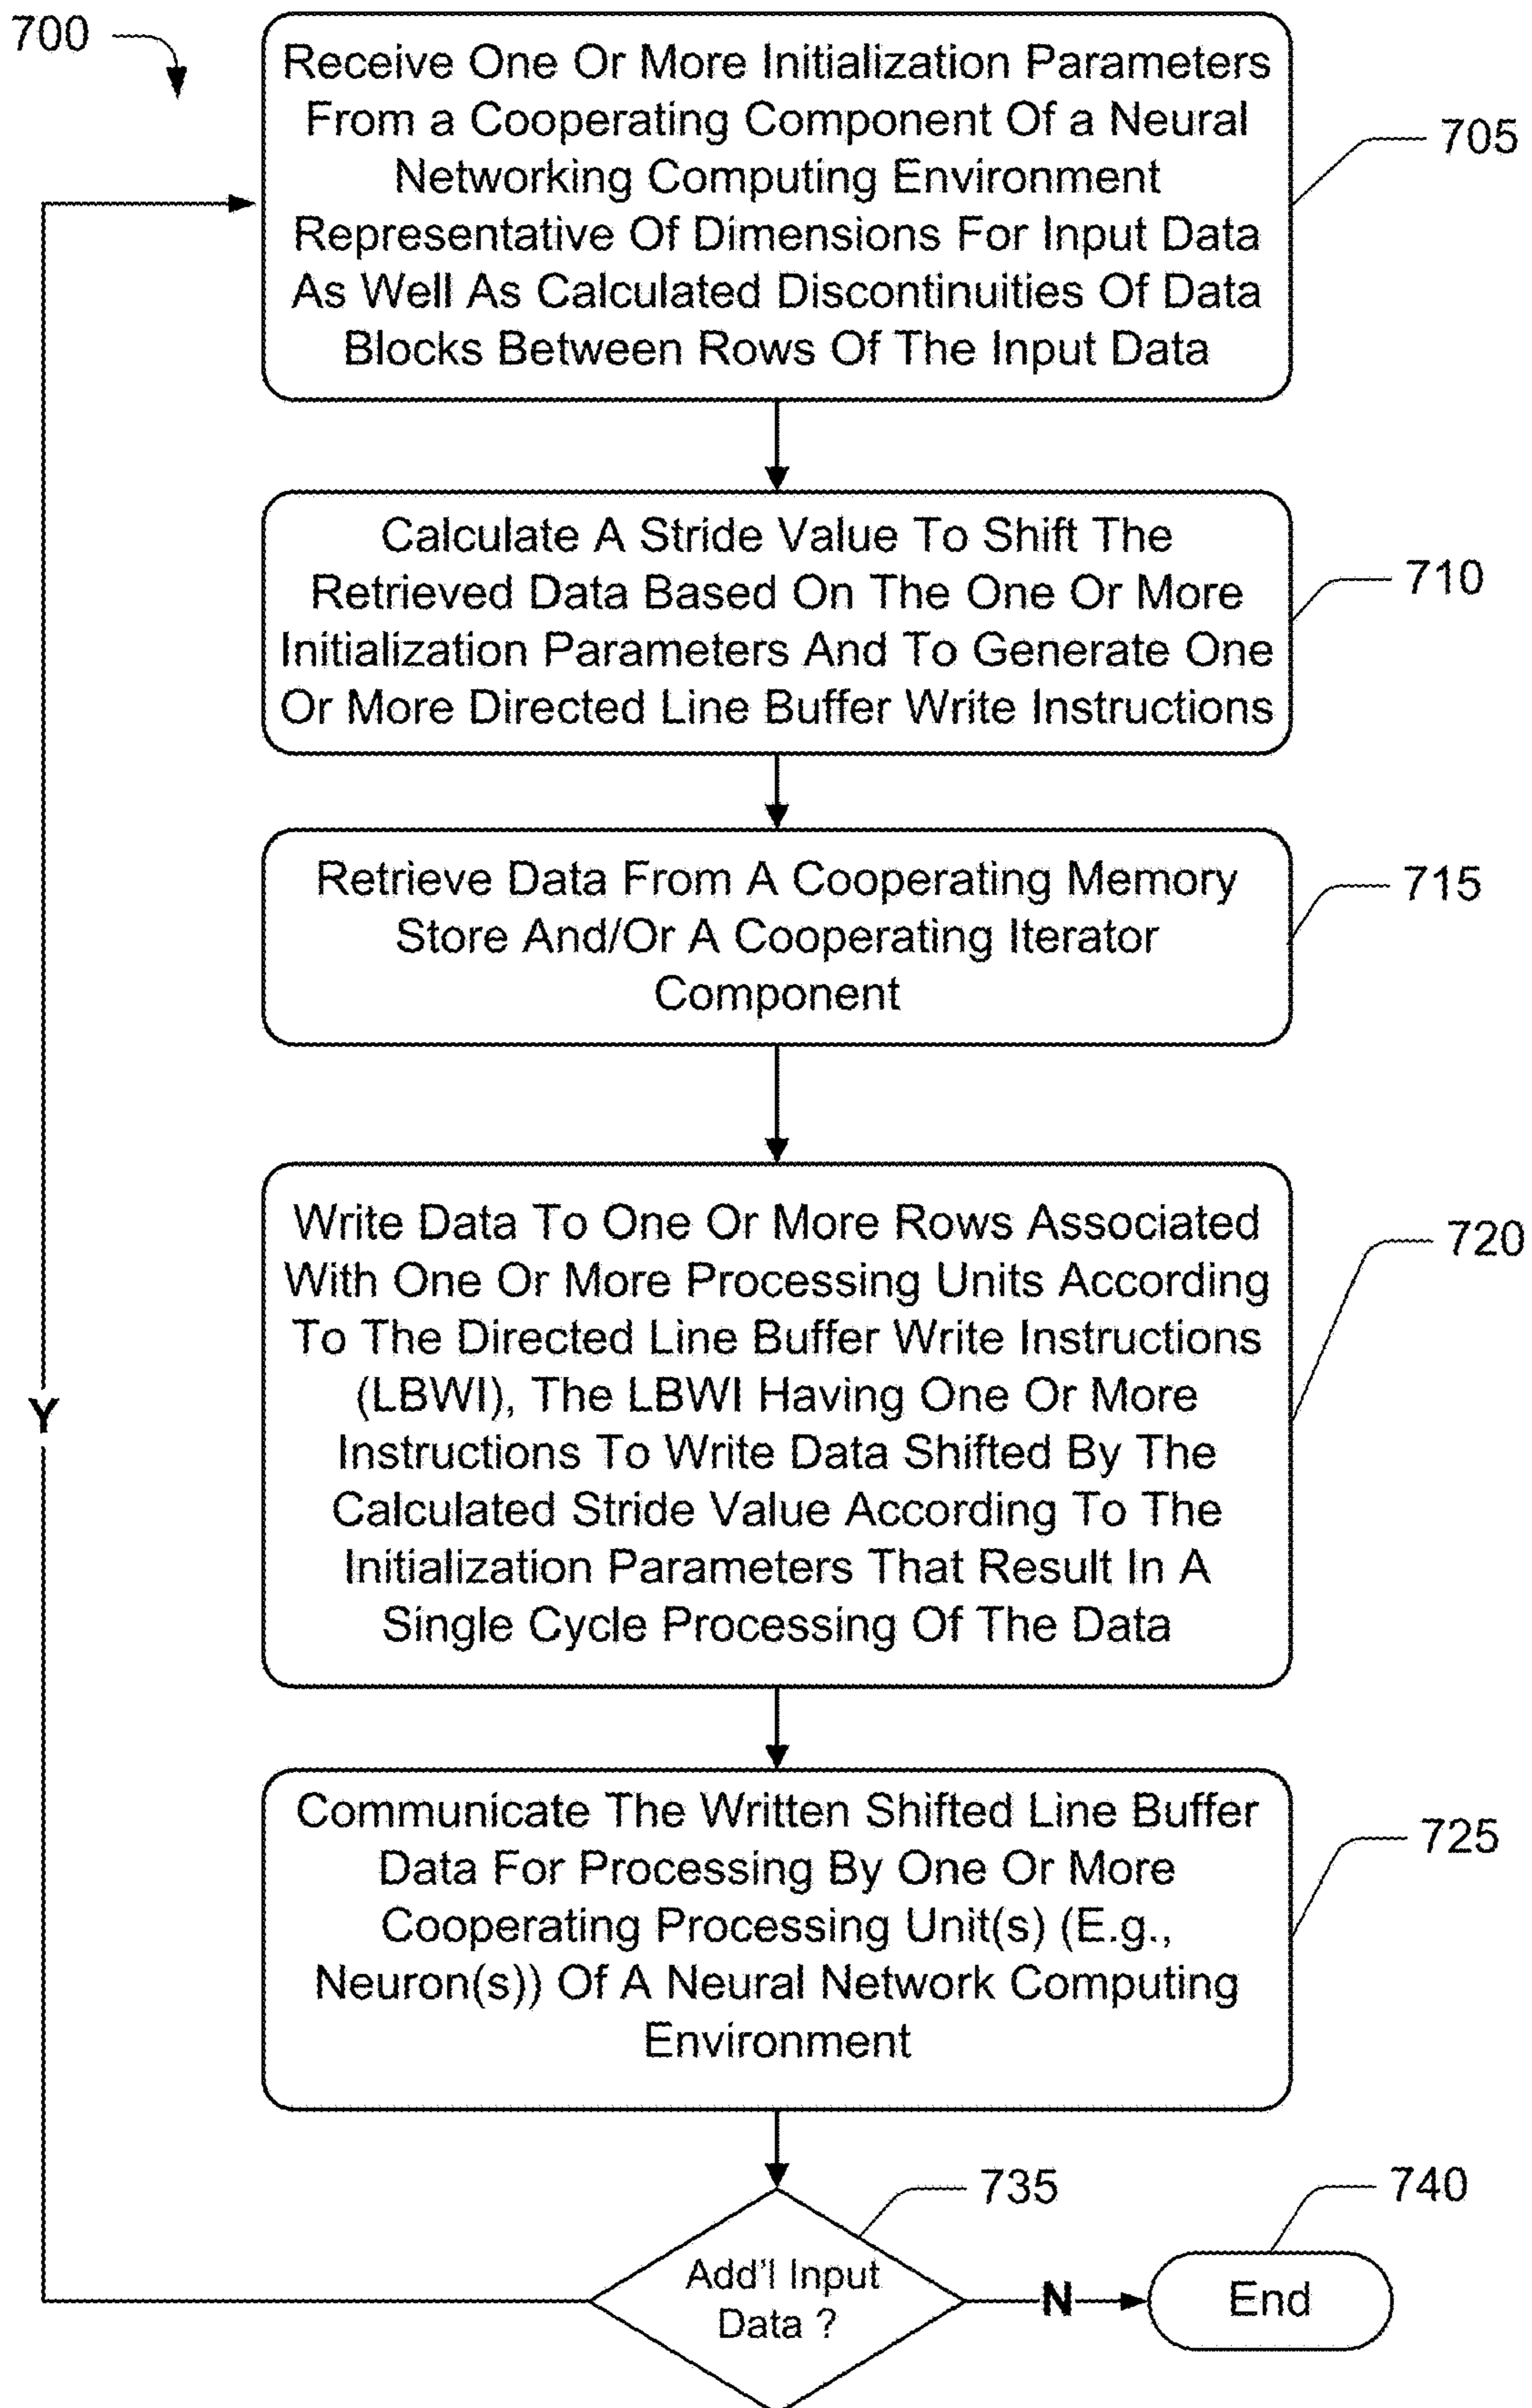 700
Receive One Or More Initialization Parameters
From a Cooperating Component Of a Neural
Networking Computing Environment
Representative Of Dimensions For Input Data
As Well As Calculated Discontinuities Of Data
Blocks Between Rows Of The Input Data
705
Calculate A Stride Value To Shift The
Retrieved Data Based On The One Or More
Initialization Parameters And To Generate One
Or More Directed Line Buffer Write Instructions
710
Retrieve Data From A Cooperating Memory
Store And/Or A Cooperating Iterator
Component
715
Write Data To One Or More Rows Associated
With One Or More Processing Units According
To The Directed Line Buffer Write Instructions
(LBWI), The LBWI Having One Or More
Instructions To Write Data Shifted By The
Calculated Stride Value According To The
Initialization Parameters That Result In A
Single Cycle Processing Of The Data
720
Y
Communicate The Written Shifted Line Buffer
Data For Processing By One Or More
Cooperating Processing Unit(s) (E.g.,
Neuron(s)) Of A Neural Network Computing
Environment
725
735
Add'l Input
Data ?
N
740
End